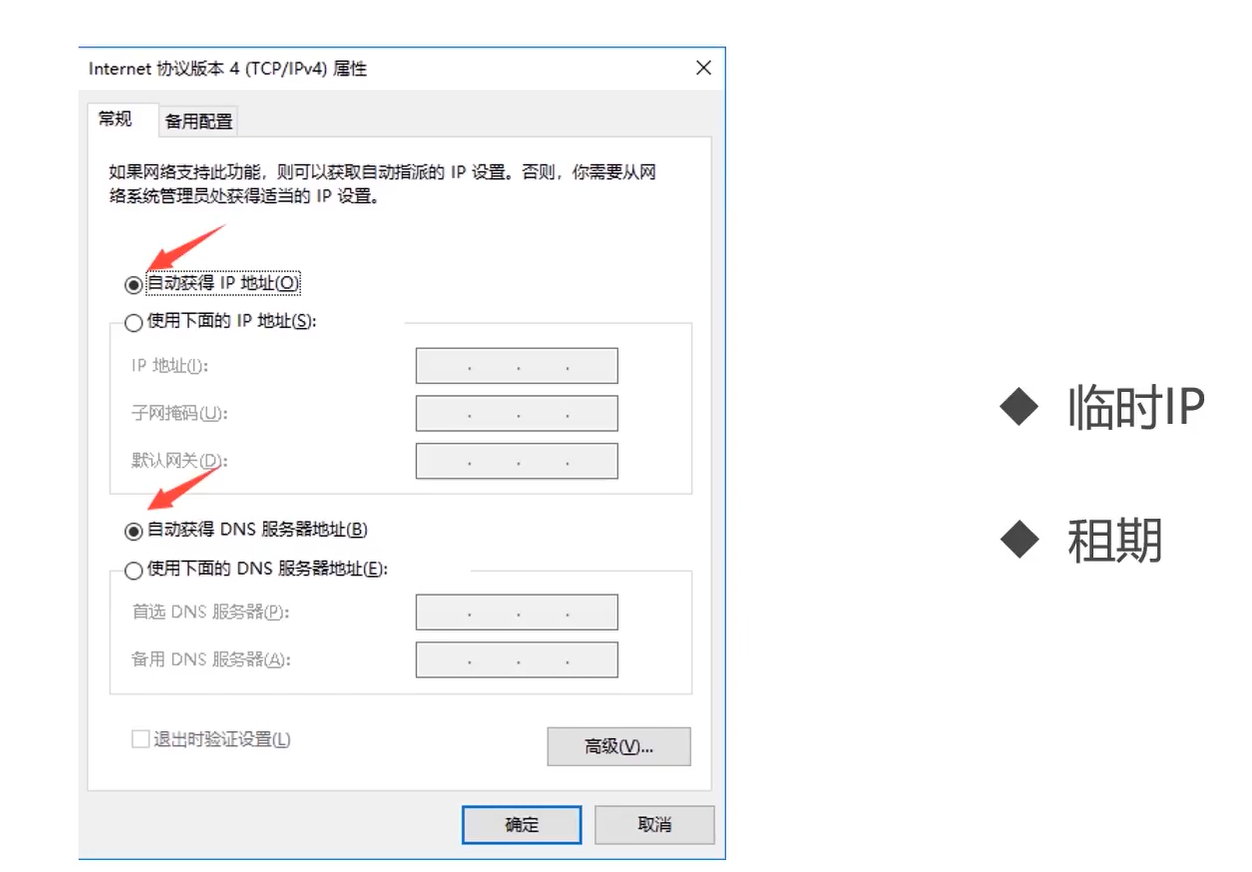 Internet 协议版本 4 (TCP/IPv4) 属性
常规
备用配置
如果网络支持此功能，则可以获取自动指派的 IP 设置。否则，你需要从网
络系统管理员处获得适当的 IP 设置。
自动获得 IP 地址(O)
使用下面的 IP 地址(S):
IP 地址(I):
子网掩码(U):
默认网关(D):
自动获得 DNS 服务器地址(B)
使用下面的 DNS 服务器地址(E):
首选 DNS 服务器(P):
备用 DNS 服务器(A):
退出时验证设置(L)
高级(V)...
确定
取消
临时IP
租期